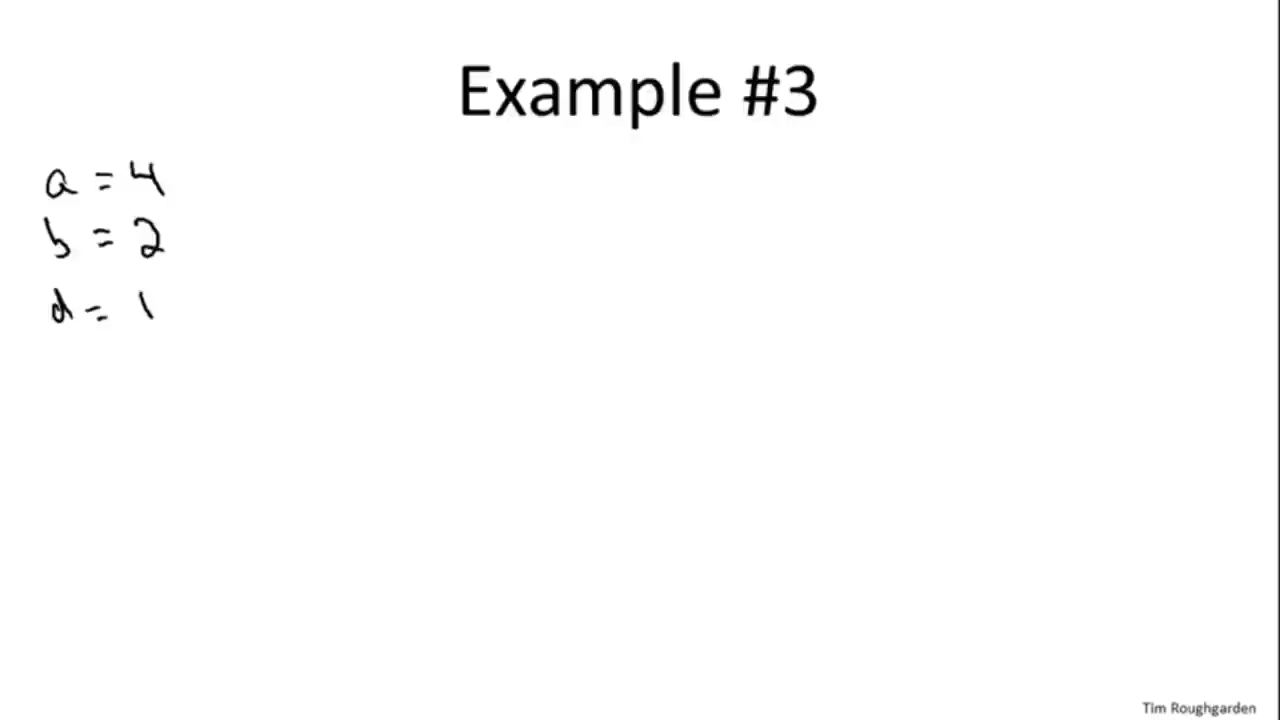 Example #3
a = 4
b = 2
d = 1
Tim Roughgarden